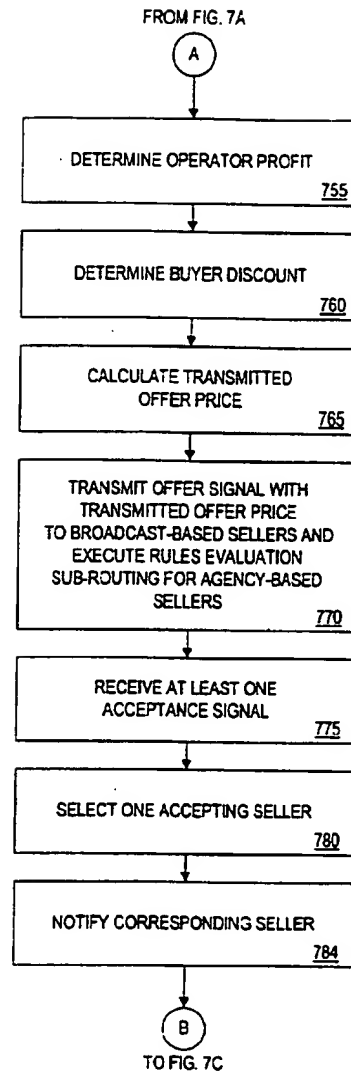 FROM FIG. 7A
A
DETERMINE OPERATOR PROFIT
755
DETERMINE BUYER DISCOUNT
760
CALCULATE TRANSMITTED
OFFER PRICE
765
TRANSMIT OFFER SIGNAL WITH
TRANSMITTED OFFER PRICE
TO BROADCAST-BASED SELLERS AND
EXECUTE RULES EVALUATION
SUB-ROUTING FOR AGENCY-BASED
SELLERS
770
RECEIVE AT LEAST ONE
ACCEPTANCE SIGNAL
775
SELECT ONE ACCEPTING SELLER
780
NOTIFY CORRESPONDING SELLER
784
B
TO FIG. 7C